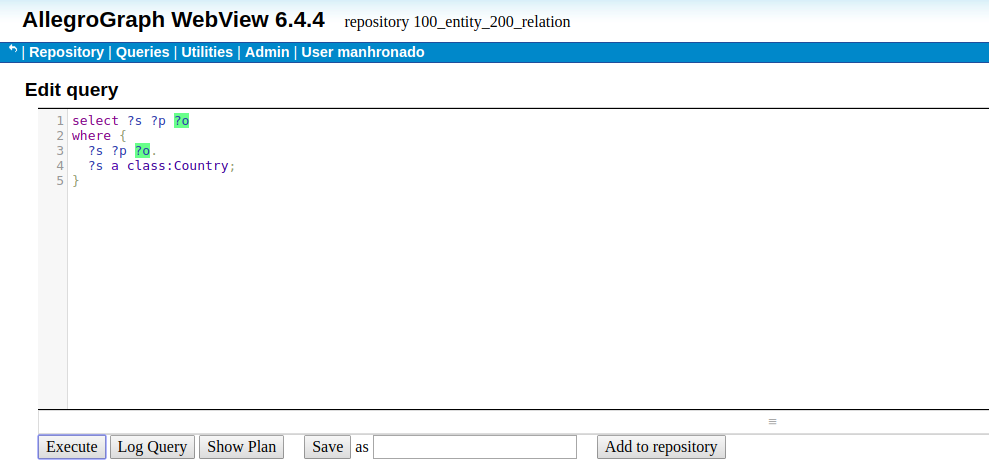 AllegroGraph WebView 6.4.4 repository 100_entity_200_relation
| Repository | Queries | Utilities | Admin | User manhronado
Edit query
1 select ?s ?p ?o
2 where {
3   ?s ?p ?o.
4   ?s a class:Country;
5 }
Execute Log Query Show Plan Save as Add to repository